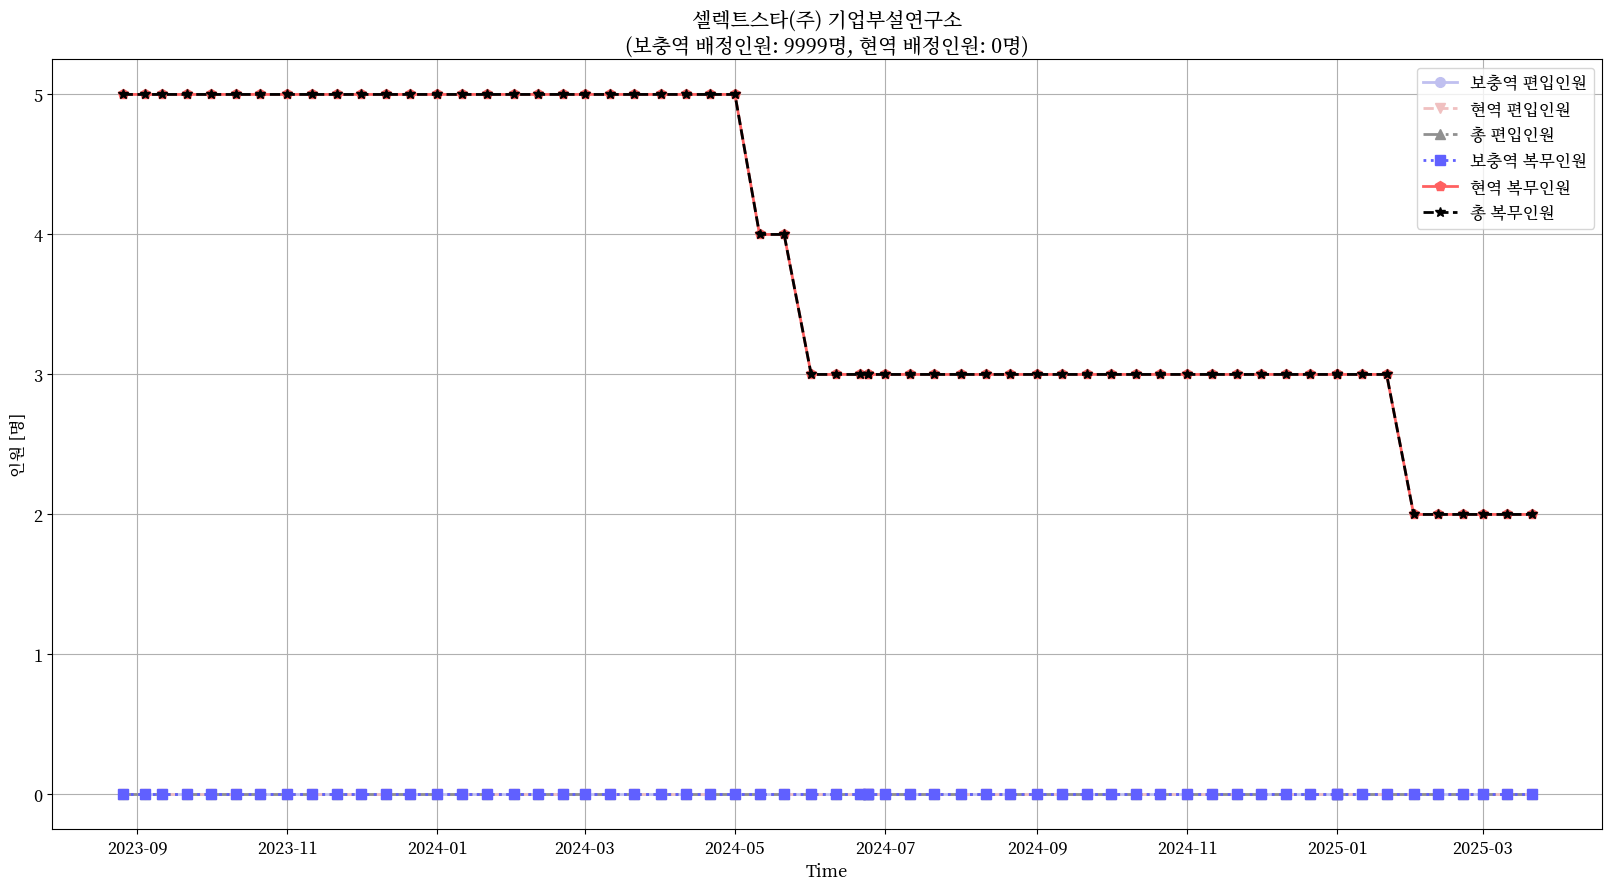 셀렉트스타(주) 기업부설연구소
(보충역 배정인원: 9999명, 현역 배정인원: 0명)
보충역 편입인원
현역 편입인원
총 편입인원
보충역 복무인원
현역 복무인원
총 복무인원
인원 [명]
5
4
3
2
1
0
2023-09
2023-11
2024-01
2024-03
2024-05
2024-07
2024-09
2024-11
2025-01
2025-03
Time